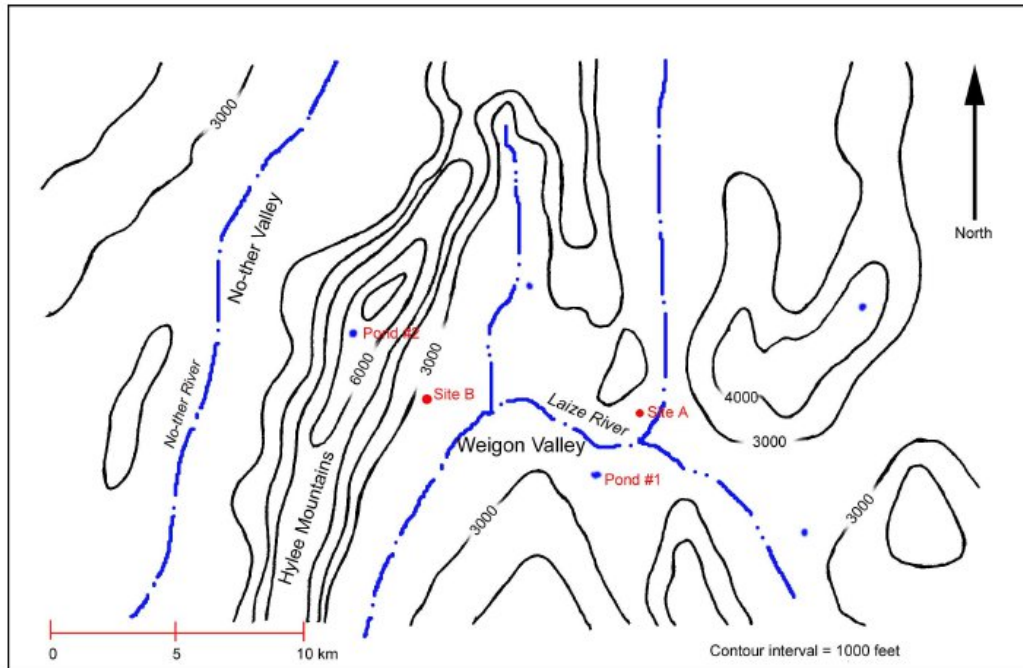 3000
North
No-ther Valley
No-ther River
Pond #2
6000
3000
Site B
Hylee Mountains
Laize River
Site A
Weigon Valley
Pond #1
4000
3000
3000
3000
0 5 10 km
Contour interval = 1000 feet